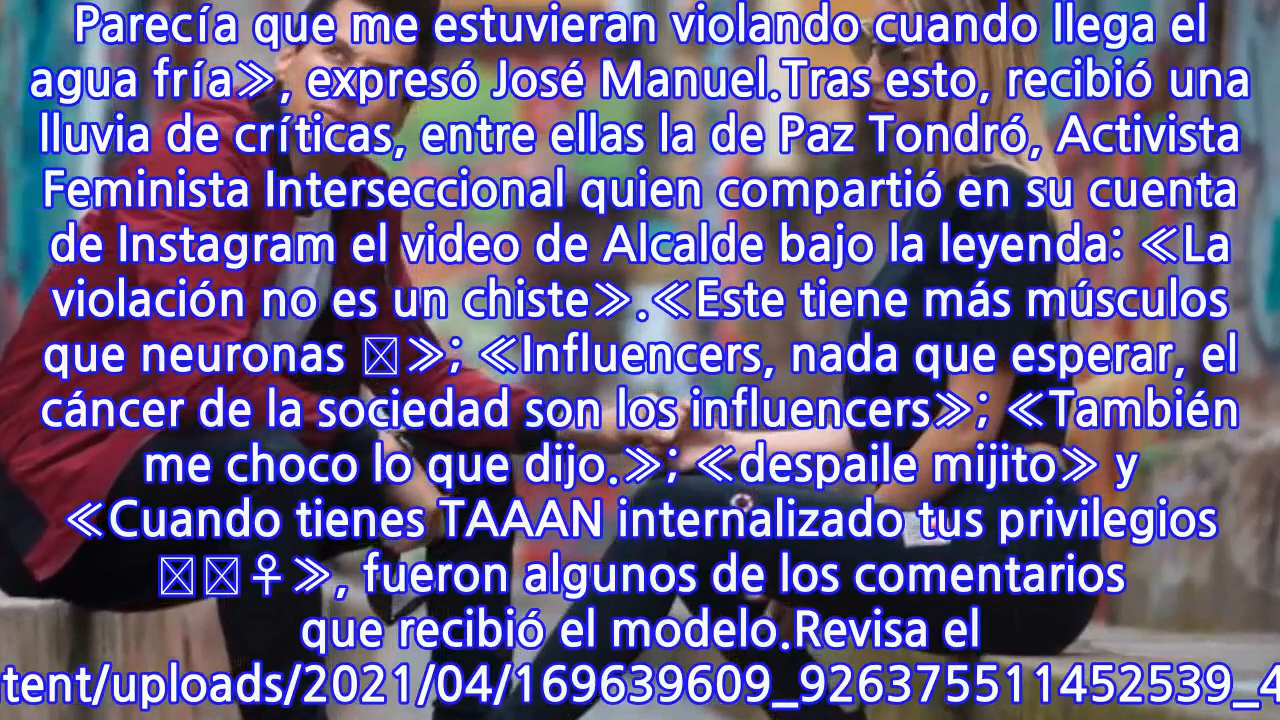 Parecía que me estuvieran violando cuando llega el
agua fría≫, expresó José Manuel.Tras esto, recibió una
lluvia de críticas, entre ellas la de Paz Tondró, Activista
Feminista Interseccional quien compartió en su cuenta
de Instagram el video de Alcalde bajo la leyenda: ≪La
violación no es un chiste≫.≪Este tiene más músculos
que neuronas ☒≫; ≪Influencers, nada que esperar, el
cáncer de la sociedad son los influencers≫; ≪También
me choco lo que dijo.≫; ≪despaile mijito≫ y
≪Cuando tienes TAAAN internalizado tus privilegios
☒☒♀≫, fueron algunos de los comentarios
que recibió el modelo.Revisa el
tent/uploads/2021/04/169639609_926375511452539_4